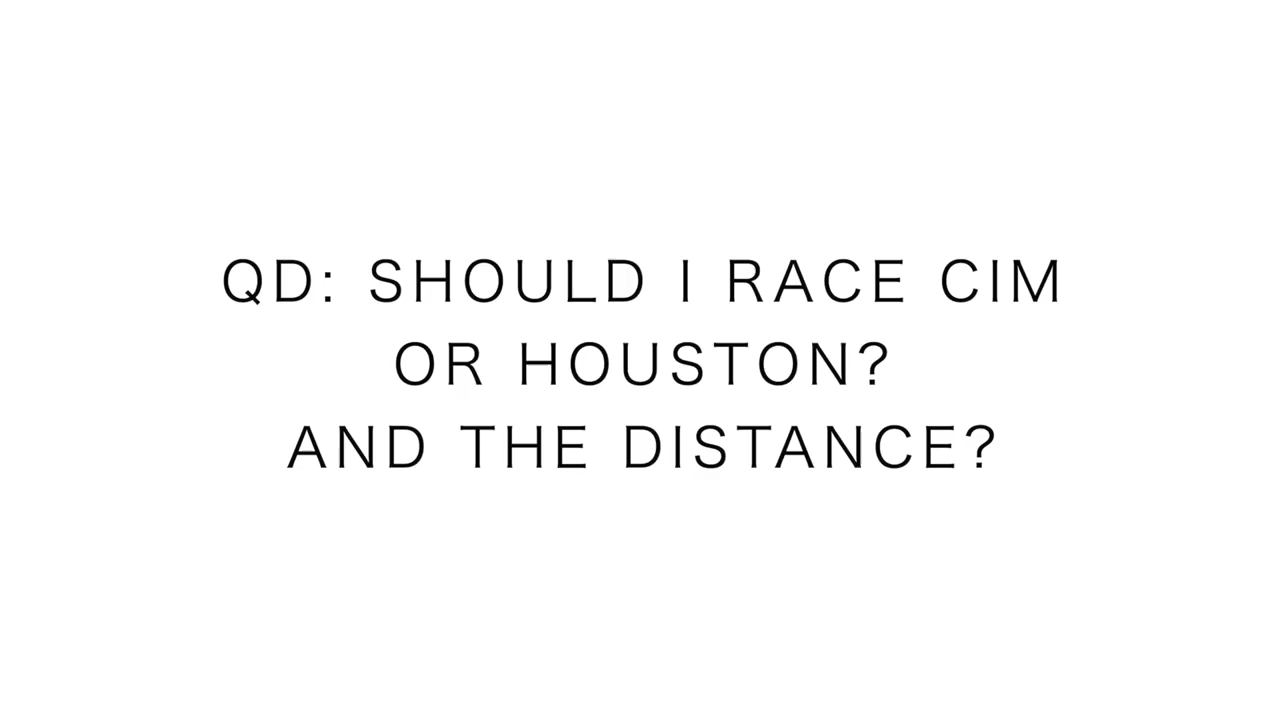 QD: SHOULD I RACE CIM
OR HOUSTON?
AND THE DISTANCE?